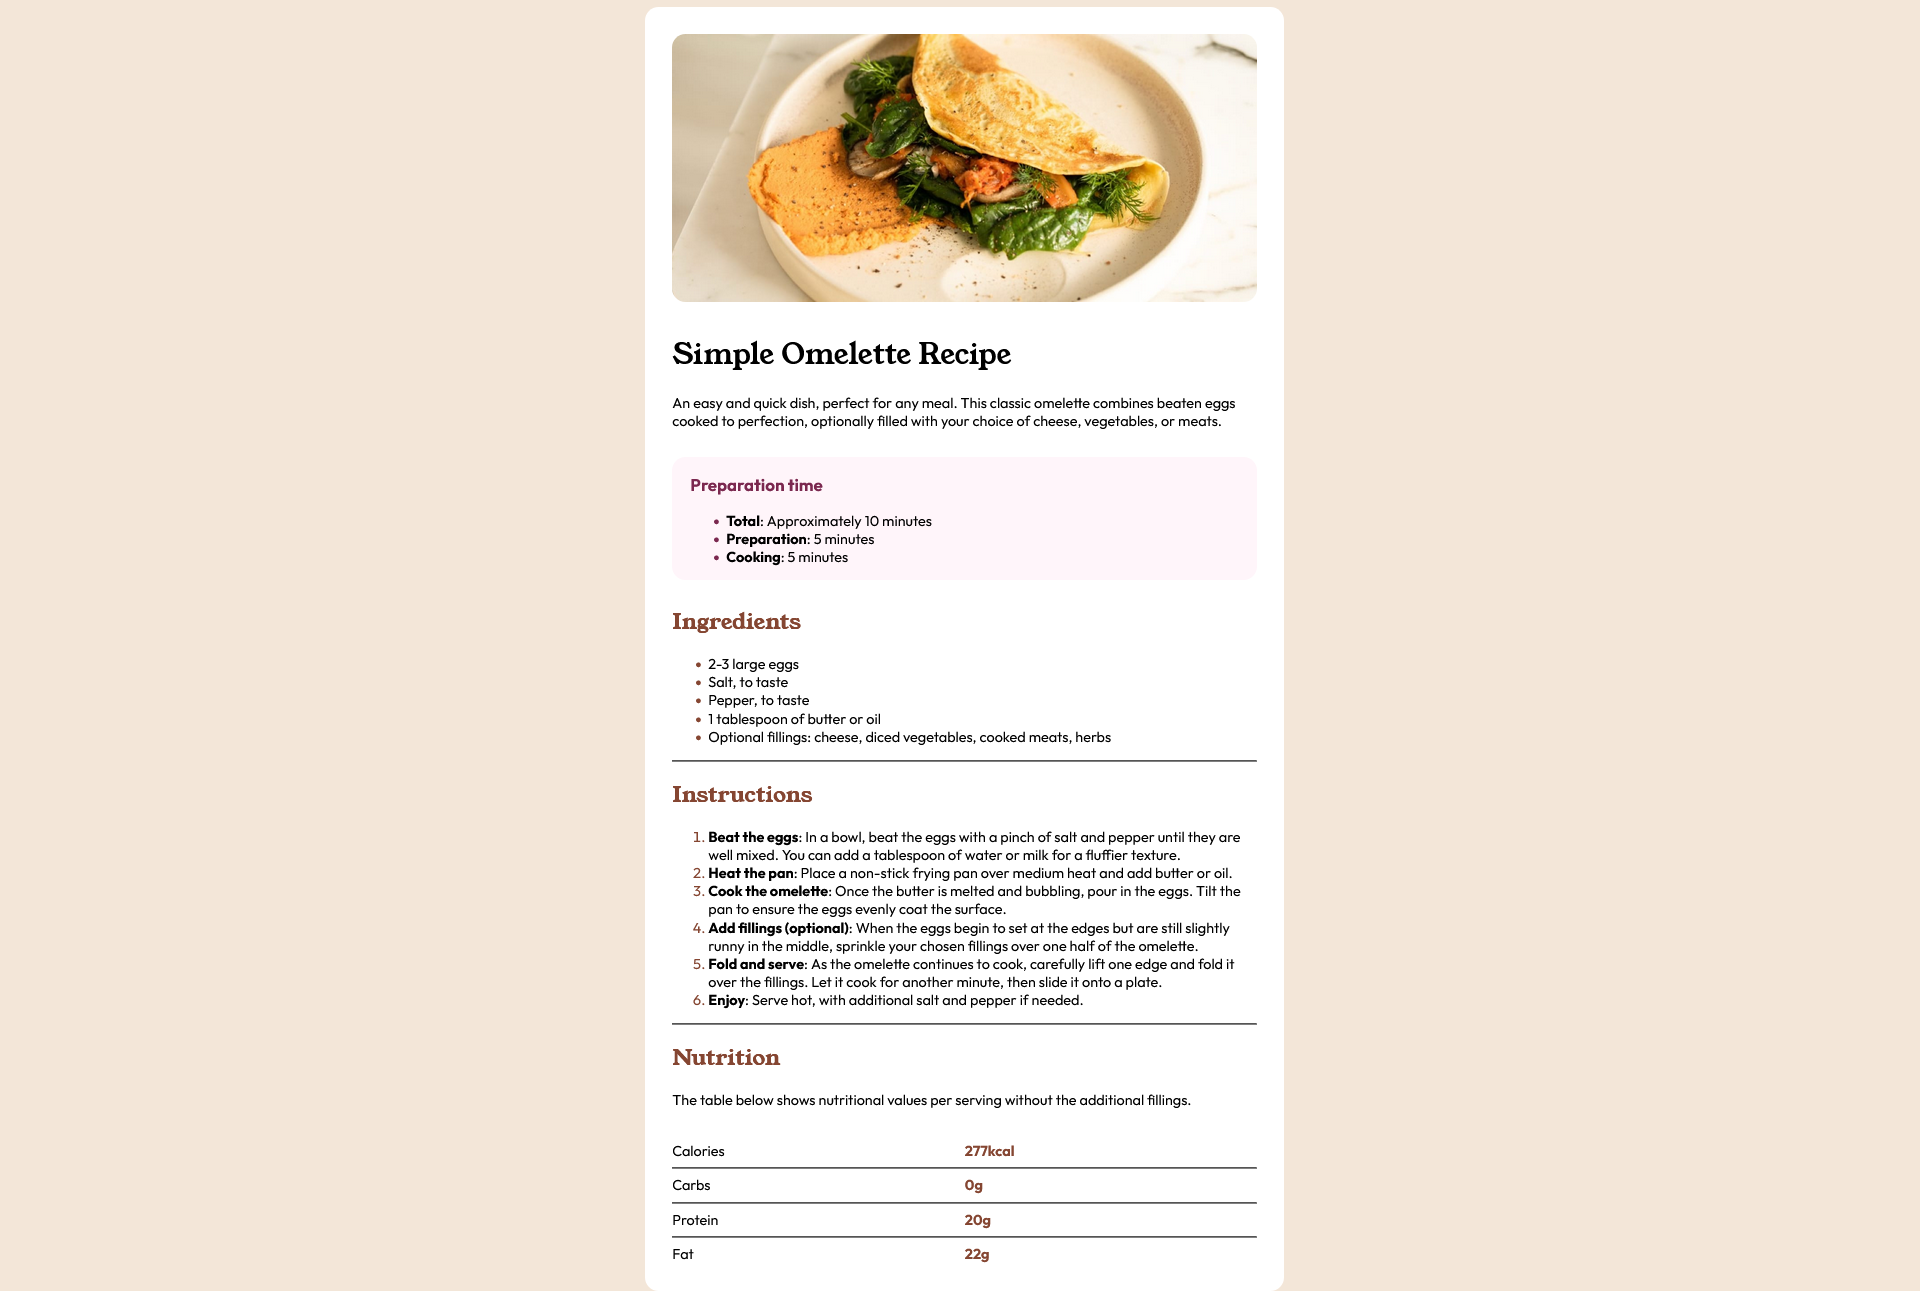 Simple Omelette Recipe
An easy and quick dish, perfect for any meal. This classic omelette combines beaten eggs
cooked to perfection, optionally filled with your choice of cheese, vegetables, or meats.
Preparation time
• Total: Approximately 10 minutes
• Preparation: 5 minutes
• Cooking: 5 minutes
Ingredients
• 2-3 large eggs
• Salt, to taste
• Pepper, to taste
• 1 tablespoon of butter or oil
• Optional fillings: cheese, diced vegetables, cooked meats, herbs
Instructions
1. Beat the eggs: In a bowl, beat the eggs with a pinch of salt and pepper until they are
well mixed. You can add a tablespoon of water or milk for a fluffier texture.
2. Heat the pan: Place a non-stick frying pan over medium heat and add butter or oil.
3. Cook the omelette: Once the butter is melted and bubbling, pour in the eggs. Tilt the
pan to ensure the eggs evenly coat the surface.
4. Add fillings (optional): When the eggs begin to set at the edges but are still slightly
runny in the middle, sprinkle your chosen fillings over one half of the omelette.
5. Fold and serve: As the omelette continues to cook, carefully lift one edge and fold it
over the fillings. Let it cook for another minute, then slide it onto a plate.
6. Enjoy: Serve hot, with additional salt and pepper if needed.
Nutrition
The table below shows nutritional values per serving without the additional fillings.
Calories 277kcal
Carbs 0g
Protein 20g
Fat 22g